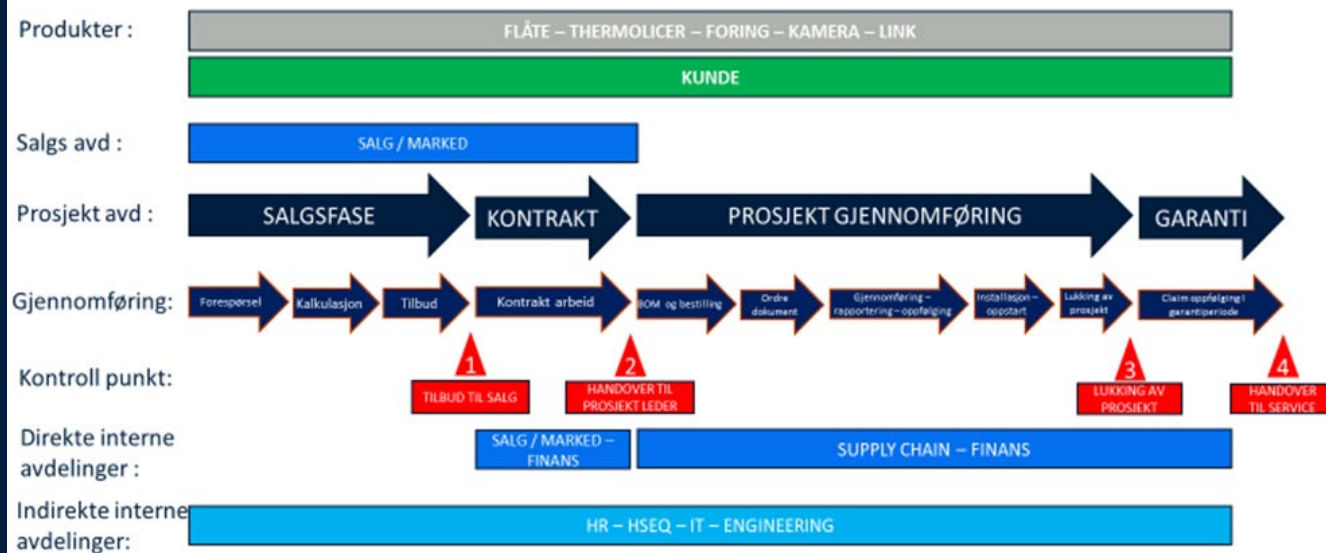 Produkter :
FLÅTE – THERMOLICER – FORING – KAMERA – LINK
KUNDE
Salgs avd :
SALG / MARKED
Prosjekt avd :
SALGSFASE
KONTRAKT
PROSJEKT GJENNOMFØRING
GARANTI
Gjennomføring:
Forespørsel
Kalkulasjon
Tilbud
Kontrakt arbeid
BOM og bestilling
Ordre
dokument
Gjennomføring –
rapportering – oppfølging
Installasjon –
oppstart
Lukking av
prosjekt
Claim oppfølging i
garantiperiode
Kontroll punkt:
1
TILBUD TIL SALG
2
HANDOVER TIL
PROSJEKT LEDER
3
LUKKING AV
PROSJEKT
4
HANDOVER
TIL SERVICE
Direkte interne
avdelinger :
SALG / MARKED –
FINANS
SUPPLY CHAIN – FINANS
Indirekte interne
avdelinger:
HR – HSEQ – IT – ENGINEERING